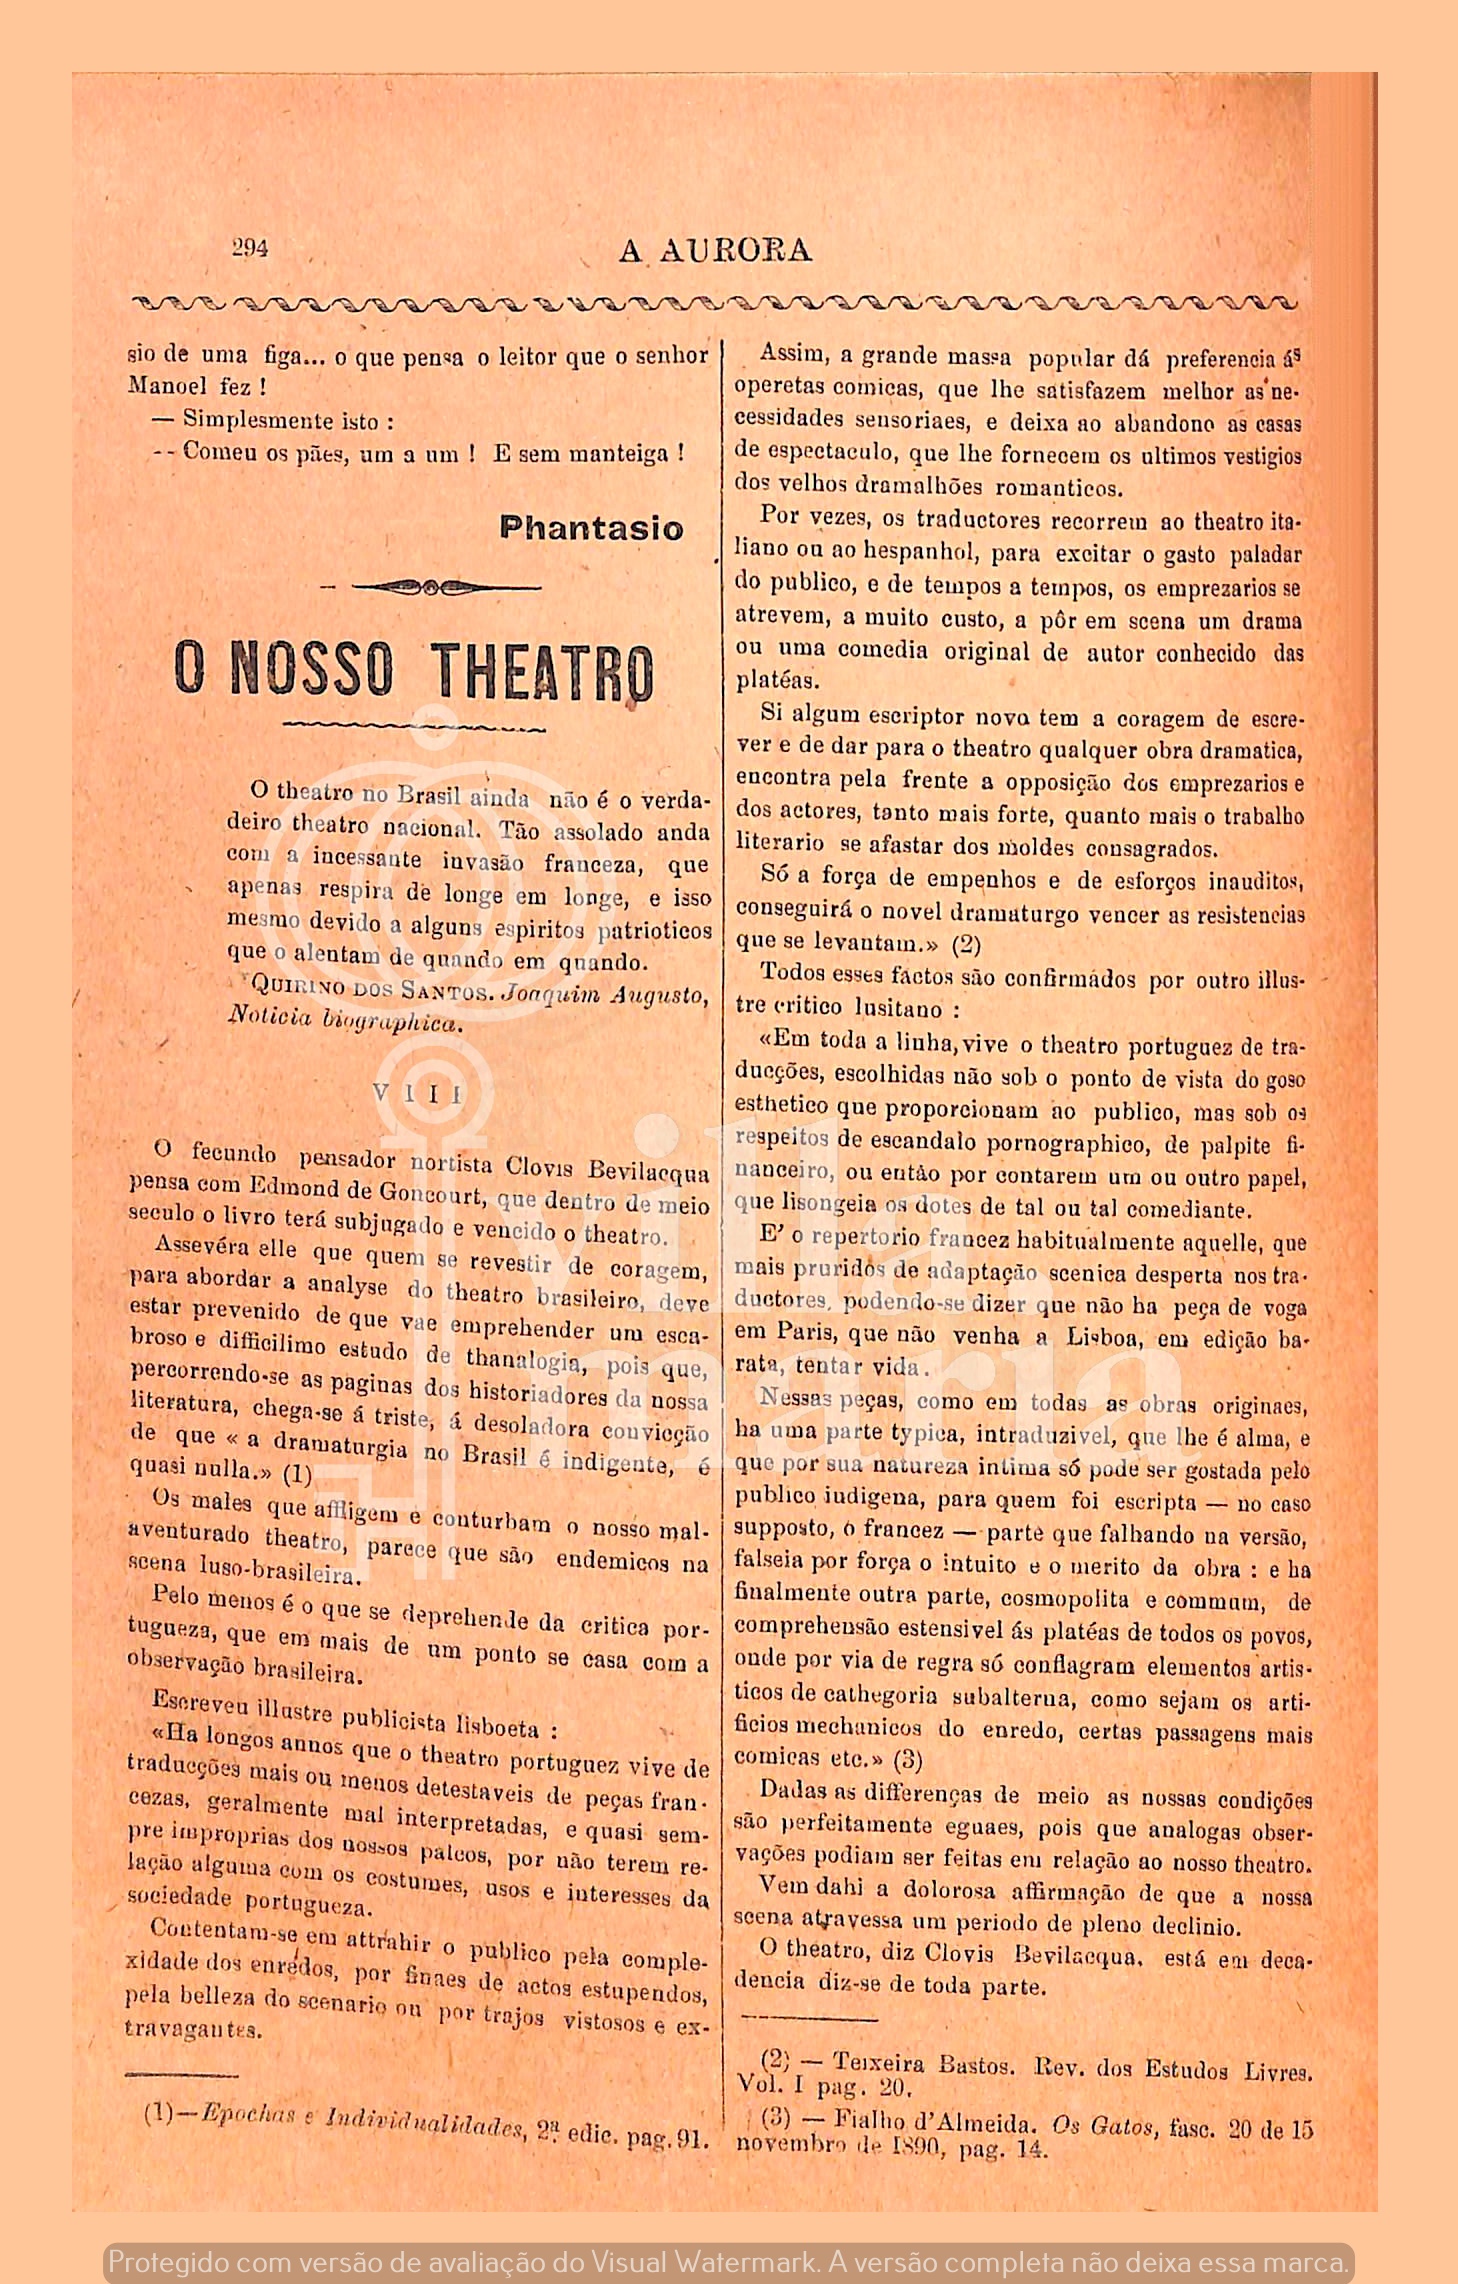 294
A AURORA
sio de uma figa... o que pensa o leitor que o senhor
Manoel fez !
— Simplesmente isto :
-- Comeu os pães, um a um ! E sem manteiga !
Phantasio
O NOSSO THEATRO
O theatro no Brasil ainda não é o verda-
deiro theatro nacional. Tão assolado anda
com a incessante invasão franceza, que
apenas respira de longe em longe, e isso
mesmo devido a alguns espiritos patrioticos
que o alentam de quando em quando.
QUIRINO DOS SANTOS. Joaquim Augusto,
Noticia biographica.
VIII
O fecundo pensador nortista Clovis Bevilacqua
pensa com Edmond de Goncourt, que dentro de meio
seculo o livro terá subjugado e vencido o theatro.
Assevéra elle que quem se revestir de coragem,
para abordar a analyse do theatro brasileiro, deve
estar prevenido de que vae emprehender um esca-
broso e difficilimo estudo de thanalogia, pois que,
percorrendo-se as paginas dos historiadores da nossa
literatura, chega-se á triste, á desoladora convicção
de que « a dramaturgia no Brasil é indigente, é
quasi nulla.» (1)
Os males que affligem e conturbam o nosso mal-
aventurado theatro, parece que são endemicos na
scena luso-brasileira.
Pelo menos é o que se deprehende da critica por-
tugueza, que em mais de um ponto se casa com a
observação brasileira.
Escreveu illustre publicista lisboeta :
«Ha longos annos que o theatro portuguez vive de
traducções mais ou menos detestaveis de peças fran-
cezas, geralmente mal interpretadas, e quasi sem-
pre improprias dos nossos palcos, por não terem re-
lação alguma com os costumes, usos e interesses da
sociedade portugueza.
Contentam-se em attrahir o publico pela comple-
xidade dos enredos, por finaes de actos estupendos,
pela belleza do scenario ou por trajos vistosos e ex-
travagantes.
(1)—Epochas e Individualidades, 2ª. edic. pag. 91.
Assim, a grande massa popular dá preferencia ás
operetas comicas, que lhe satisfazem melhor as ne-
cessidades sensoriaes, e deixa ao abandono as casas
de espectaculo, que lhe fornecem os ultimos vestigios
dos velhos dramalhões romanticos.
Por vezes, os traductores recorrem ao theatro ita-
liano ou ao hespanhol, para excitar o gasto paladar
do publico, e de tempos a tempos, os emprezarios se
atrevem, a muito custo, a pôr em scena um drama
ou uma comedia original de autor conhecido das
platéas.
Si algum escriptor novo tem a coragem de escre-
ver e de dar para o theatro qualquer obra dramatica,
encontra pela frente a opposição dos emprezarios e
dos actores, tanto mais forte, quanto mais o trabalho
literario se afastar dos moldes consagrados.
Só a força de empenhos e de esforços inauditos,
conseguirá o novel dramaturgo vencer as resistencias
que se levantam.» (2)
Todos esses factos são confirmados por outro illus-
tre critico lusitano :
«Em toda a linha, vive o theatro portuguez de tra-
ducções, escolhidas não sob o ponto de vista do goso
esthetico que proporcionam ao publico, mas sob os
respeitos de escandalo pornographico, de palpite fi-
nanceiro, ou então por contarem um ou outro papel,
que lisongeia os dotes de tal ou tal comediante.
E' o repertorio francez habitualmente aquelle, que
mais pruridos de adaptação scenica desperta nos tra-
ductores, podendo-se dizer que não ha peça de voga
em Paris, que não venha a Lisboa, em edição ba-
rata, tentar vida.
Nessas peças, como em todas as obras originaes,
ha uma parte typica, intraduzivel, que lhe é alma, e
que por sua natureza intima só pode ser gostada pelo
publico indigena, para quem foi escripta — no caso
supposto, o francez — parte que falhando na versão,
falseia por força o intuito e o merito da obra : e ha
finalmente outra parte, cosmopolita e commum, de
comprehensão estensivel ás platéas de todos os povos,
onde por via de regra só conflagram elementos artis-
ticos de cathegoria subalterna, como sejam os arti-
ficios mechanicos do enredo, certas passagens mais
comicas etc.» (3)
Dadas as differenças de meio as nossas condições
são perfeitamente eguaes, pois que analogas obser-
vações podiam ser feitas em relação ao nosso theatro.
Vem dahi a dolorosa affirmação de que a nossa
scena atravessa um periodo de pleno declinio.
O theatro, diz Clovis Bevilacqua, está em deca-
dencia diz-se de toda parte.
(2) — Teixeira Bastos. Rev. dos Estudos Livres.
Vol. I pag. 20.
(3) — Fialho d'Almeida. Os Gatos, fasc. 20 de 15
novembro de 1890, pag. 14.
villa
maria
Protegido com versão de avaliação do Visual Watermark. A versão completa não deixa essa marca.